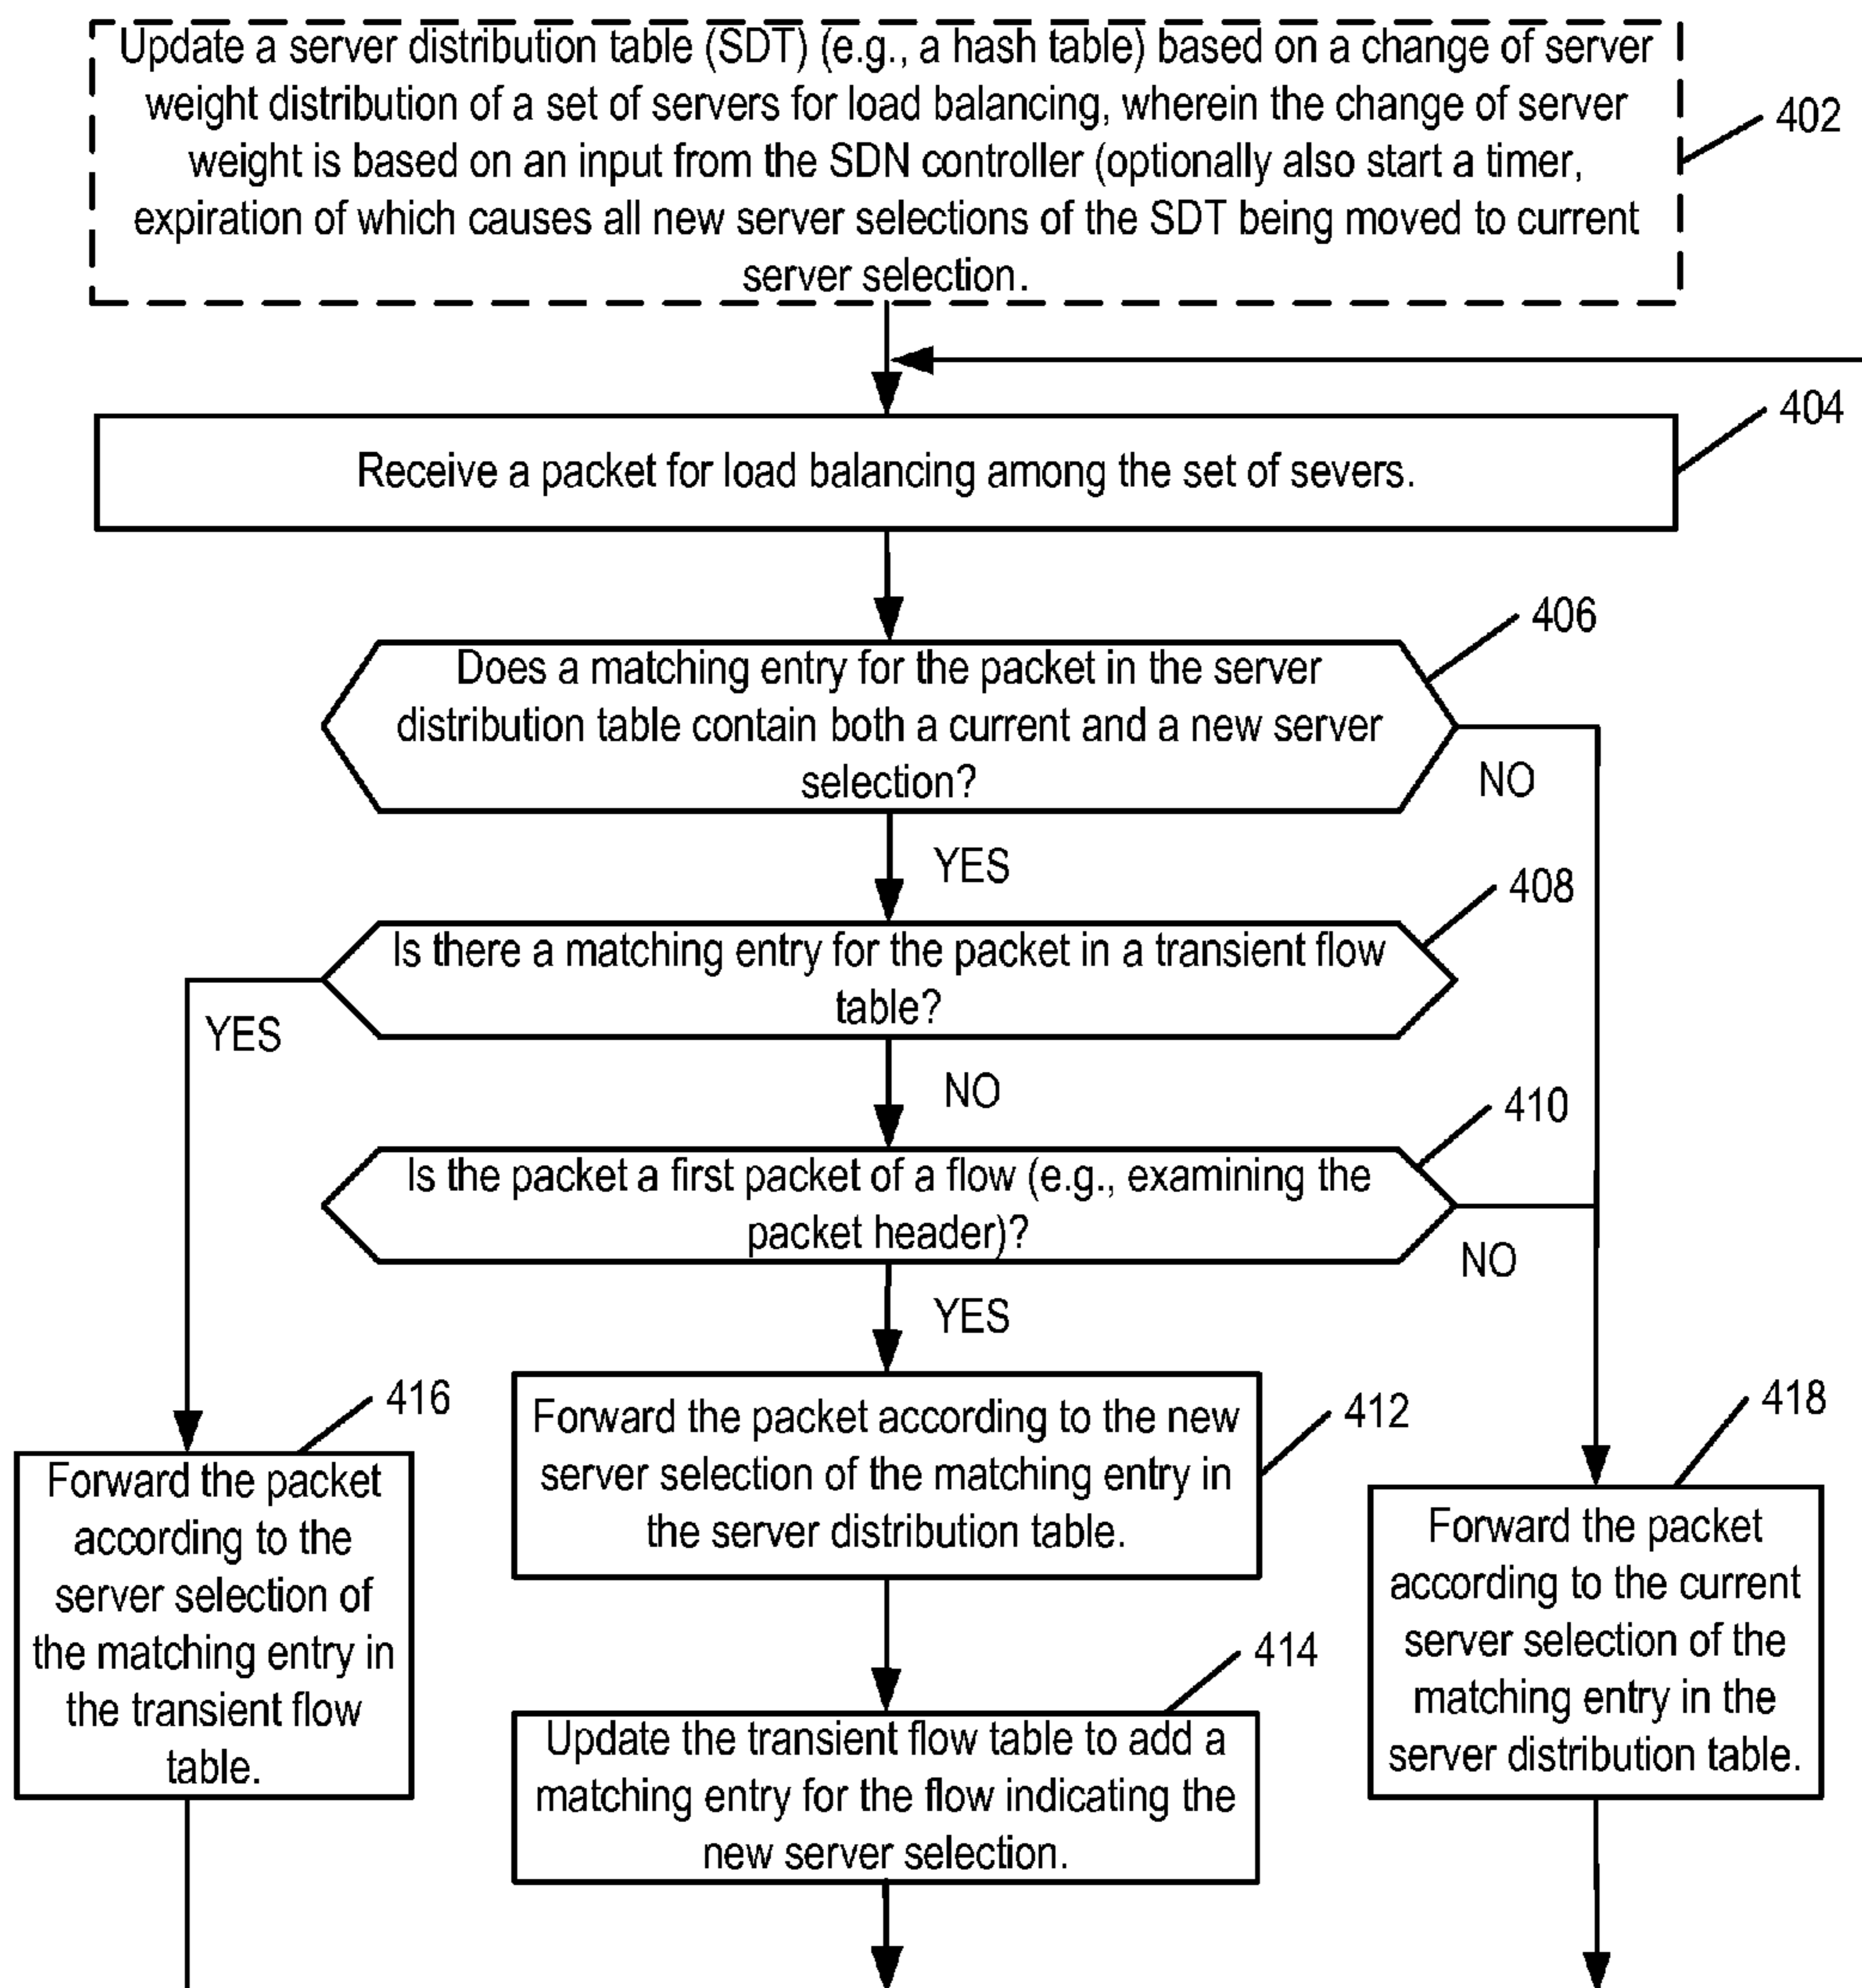 Update a server distribution table (SDT) (e.g., a hash table) based on a change of server
weight distribution of a set of servers for load balancing, wherein the change of server
weight is based on an input from the SDN controller (optionally also start a timer,
expiration of which causes all new server selections of the SDT being moved to current
server selection.
402
404
Receive a packet for load balancing among the set of severs.
406
Does a matching entry for the packet in the server
distribution table contain both a current and a new server
selection?
NO
YES
408
Is there a matching entry for the packet in a transient flow
table?
YES
NO
410
Is the packet a first packet of a flow (e.g., examining the
packet header)?
NO
YES
416
Forward the packet
according to the
server selection of
the matching entry in
the transient flow
table.
412
Forward the packet according to the new
server selection of the matching entry in
the server distribution table.
418
Forward the packet
according to the current
server selection of the
matching entry in the
server distribution table.
414
Update the transient flow table to add a
matching entry for the flow indicating the
new server selection.